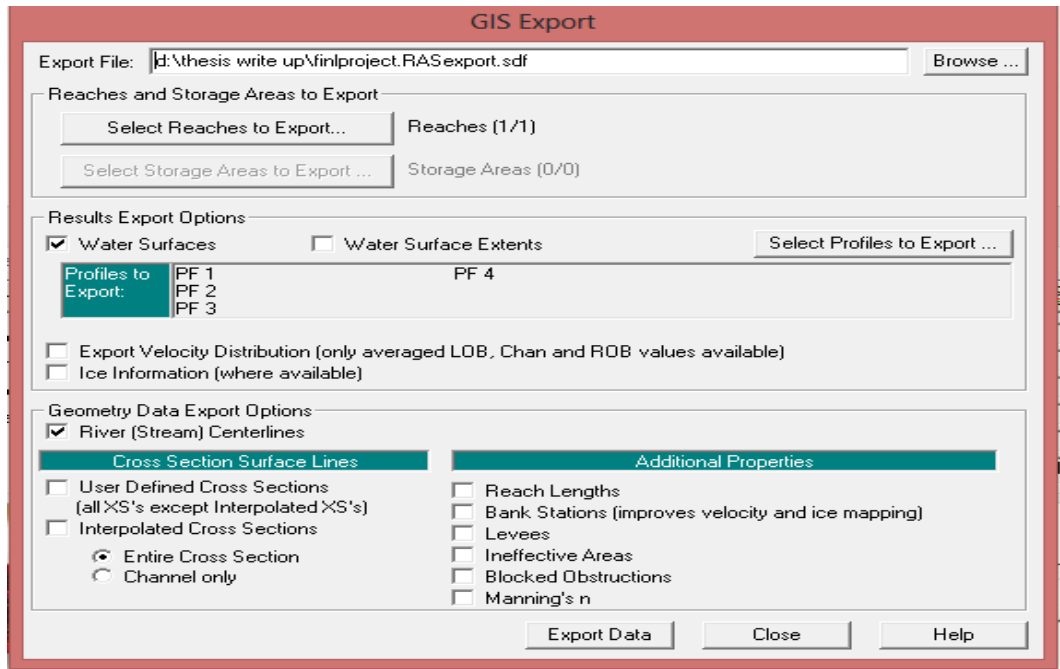 GIS Export
Export File: d:\thesis write up\finlproject.RASexport.sdf Browse ...
Reaches and Storage Areas to Export
Select Reaches to Export... Reaches (1/1)
Select Storage Areas to Export ... Storage Areas (0/0)
Results Export Options
Water Surfaces Water Surface Extents Select Profiles to Export ...
Profiles to PF 1 PF 4
Export: PF 2
PF 3
Export Velocity Distribution (only averaged LOB, Chan and ROB values available)
Ice Information (where available)
Geometry Data Export Options
River (Stream) Centerlines
Cross Section Surface Lines Additional Properties
User Defined Cross Sections
(all XS's except Interpolated XS's)
Interpolated Cross Sections
Entire Cross Section
Channel only
Reach Lengths
Bank Stations (improves velocity and ice mapping)
Levees
Ineffective Areas
Blocked Obstructions
Manning's n
Export Data Close Help